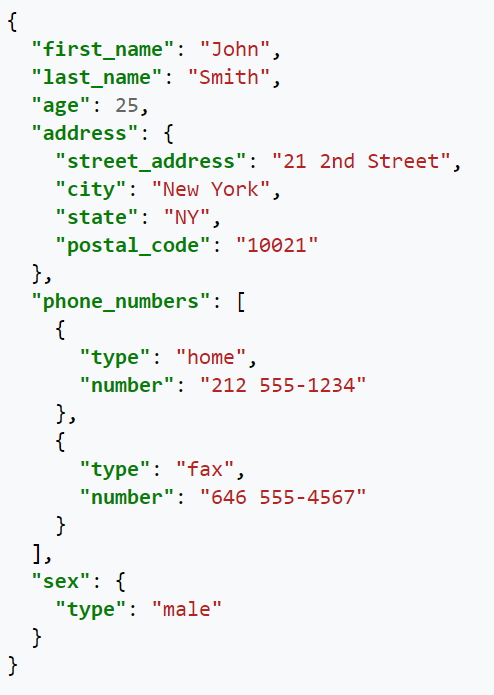 {
  "first_name": "John",
  "last_name": "Smith",
  "age": 25,
  "address": {
    "street_address": "21 2nd Street",
    "city": "New York",
    "state": "NY",
    "postal_code": "10021"
  },
  "phone_numbers": [
    {
      "type": "home",
      "number": "212 555-1234"
    },
    {
      "type": "fax",
      "number": "646 555-4567"
    }
  ],
  "sex": {
    "type": "male"
  }
}